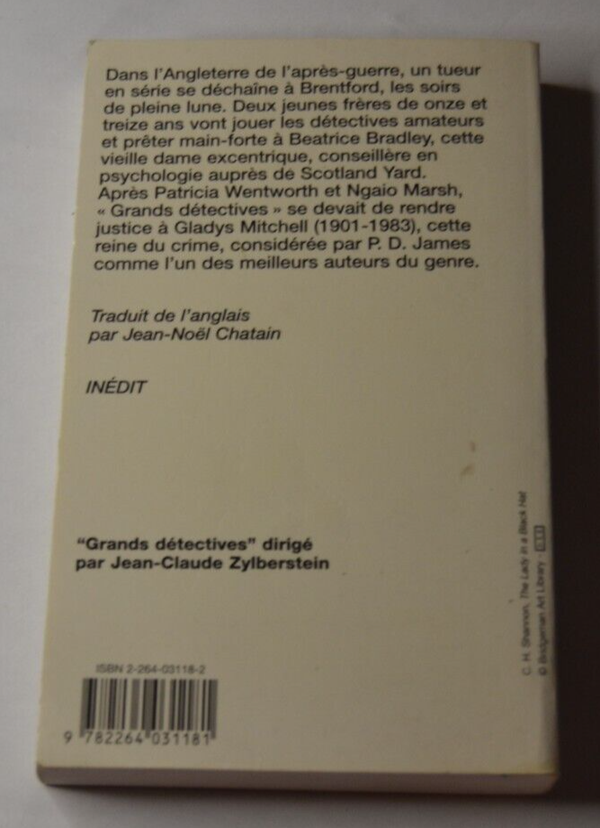 Dans l'Angleterre de l'après-guerre, un tueur
en série se déchaîne à Brentford, les soirs
de pleine lune. Deux jeunes frères de onze et
treize ans vont jouer les détectives amateurs
et prêter main-forte à Beatrice Bradley, cette
vieille dame excentrique, conseillère en
psychologie auprès de Scotland Yard.
Après Patricia Wentworth et Ngaio Marsh,
« Grands détectives » se devait de rendre
justice à Gladys Mitchell (1901-1983), cette
reine du crime, considérée par P. D. James
comme l'un des meilleurs auteurs du genre.
Traduit de l'anglais
par Jean-Noël Chatain
INÉDIT
"Grands détectives" dirigé
par Jean-Claude Zylberstein
ISBN 2-264-03118-2
9 782264 031181
C. H. Shannon, The Lady in a Black Hat
© Bridgeman Art Library -